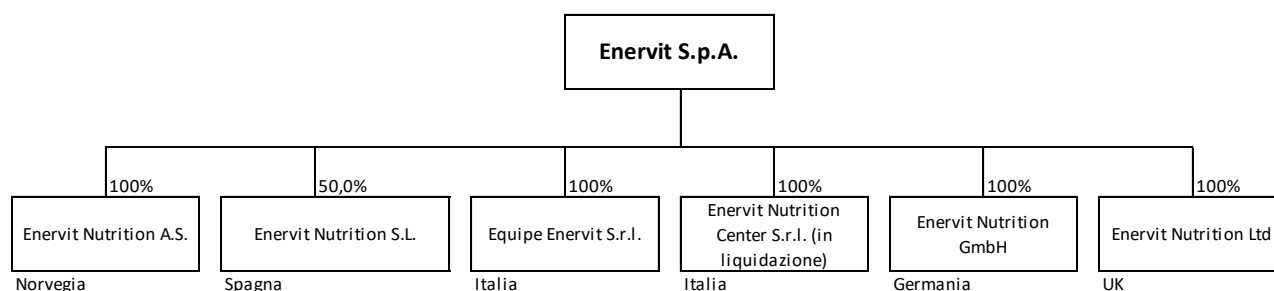 Enervit S.p.A.
100%
50,0%
100%
100%
100%
100%
Enervit Nutrition A.S.
Enervit Nutrition S.L.
Equipe Enervit S.r.l.
Enervit Nutrition
Center S.r.l. (in
liquidazione)
Enervit Nutrition
GmbH
Enervit Nutrition Ltd
Norvegia
Spagna
Italia
Italia
Germania
UK